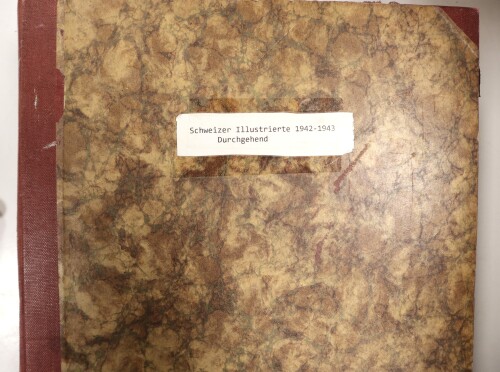 Schweizer Illustrierte 1942-1943
Durchgehend